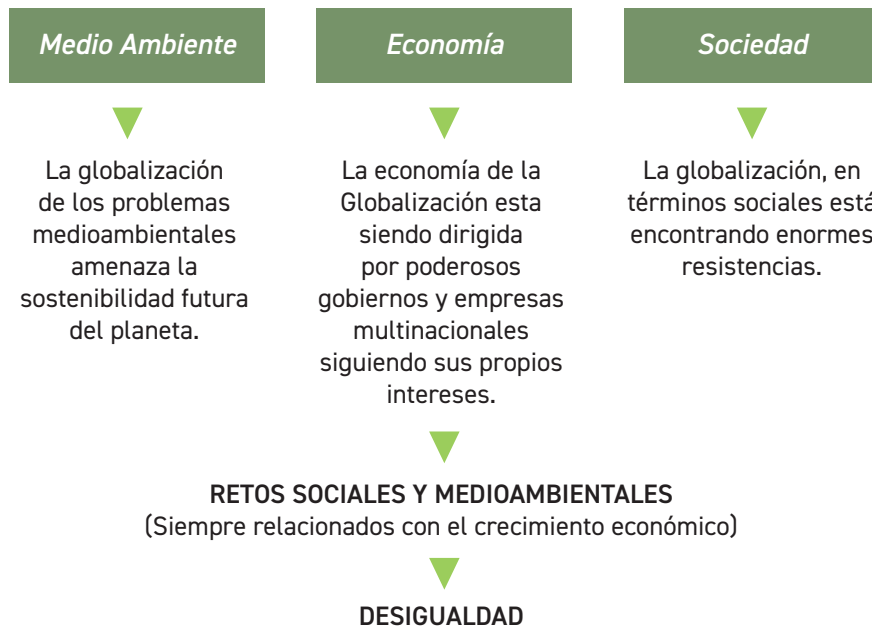 Medio Ambiente
La globalización
de los problemas
medioambientales
amenaza la
sostenibilidad futura
del planeta.
Economía
La economía de la
Globalización esta
siendo dirigida
por poderosos
gobiernos y empresas
multinacionales
siguiendo sus propios
intereses.
Sociedad
La globalización, en
términos sociales está
encontrando enormes
resistencias.
RETOS SOCIALES Y MEDIOAMBIENTALES
(Siempre relacionados con el crecimiento económico)
DESIGUALDAD